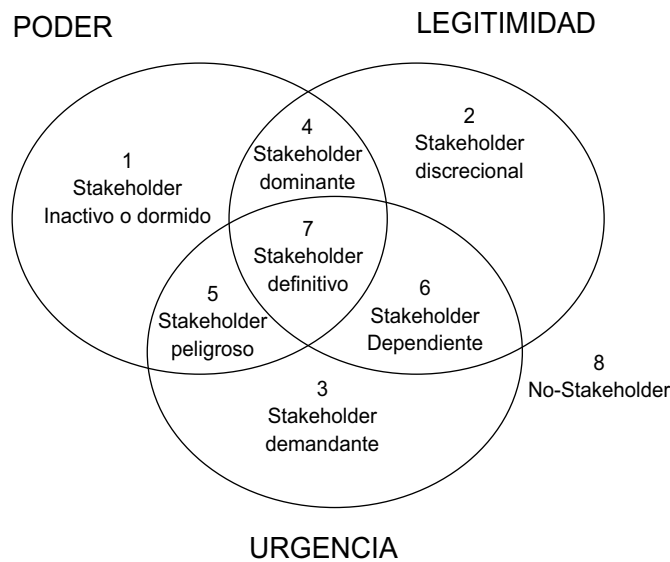 PODER
LEGITIMIDAD
1
Stakeholder
Inactivo o dormido
4
Stakeholder
dominante
2
Stakeholder
discrecional
7
Stakeholder
definitivo
5
Stakeholder
peligroso
6
Stakeholder
Dependiente
3
Stakeholder
demandante
8
No-Stakeholder
URGENCIA